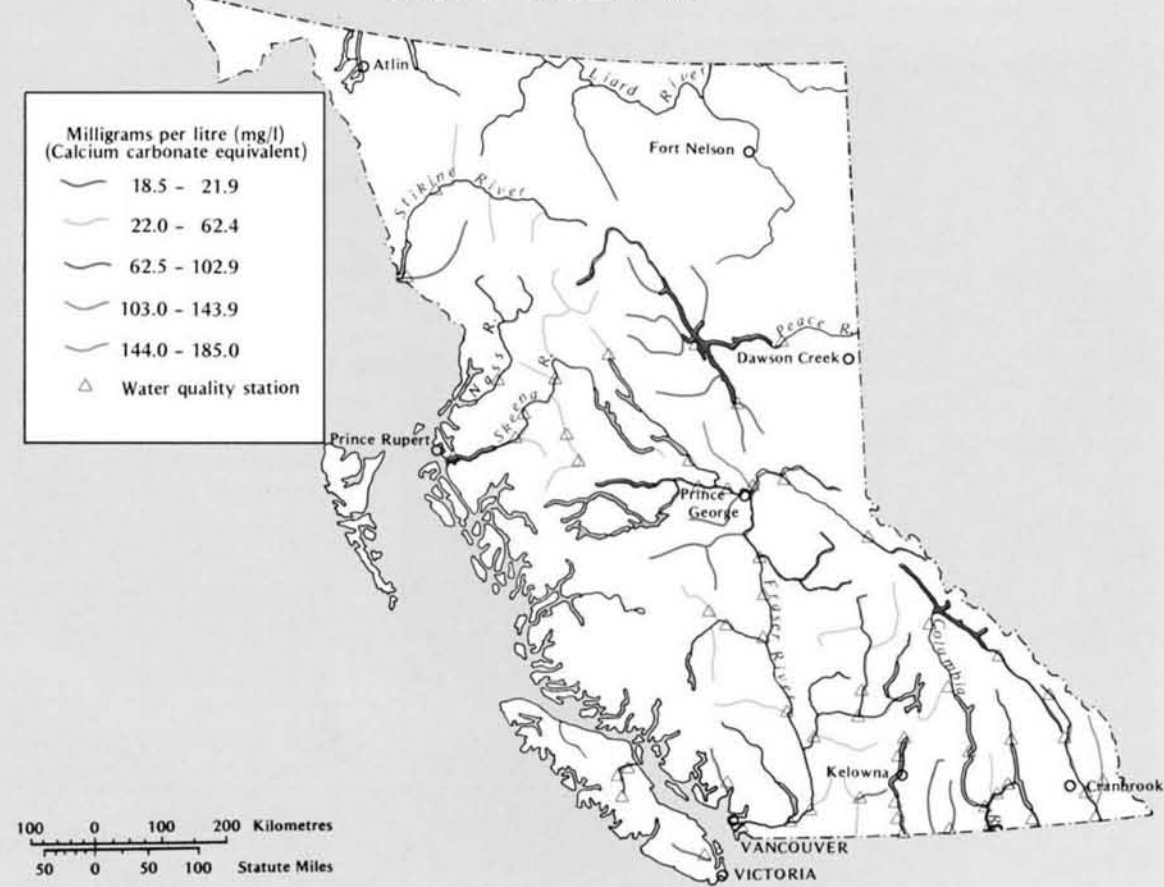 Atlin
Liard River
Milligrams per litre (mg/l)
(Calcium carbonate equivalent)
18.5 - 21.9
22.0 - 62.4
62.5 - 102.9
103.0 - 143.9
144.0 - 185.0
Water quality station
Fort Nelson
Stikine River
Nass R.
Peace R.
Dawson Creek
Skeena R.
Prince Rupert
Prince
George
Fraser River
Columbia
Kelowna
Cranbrook
VANCOUVER
VICTORIA
100 0 100 200 Kilometres
50 0 50 100 Statute Miles